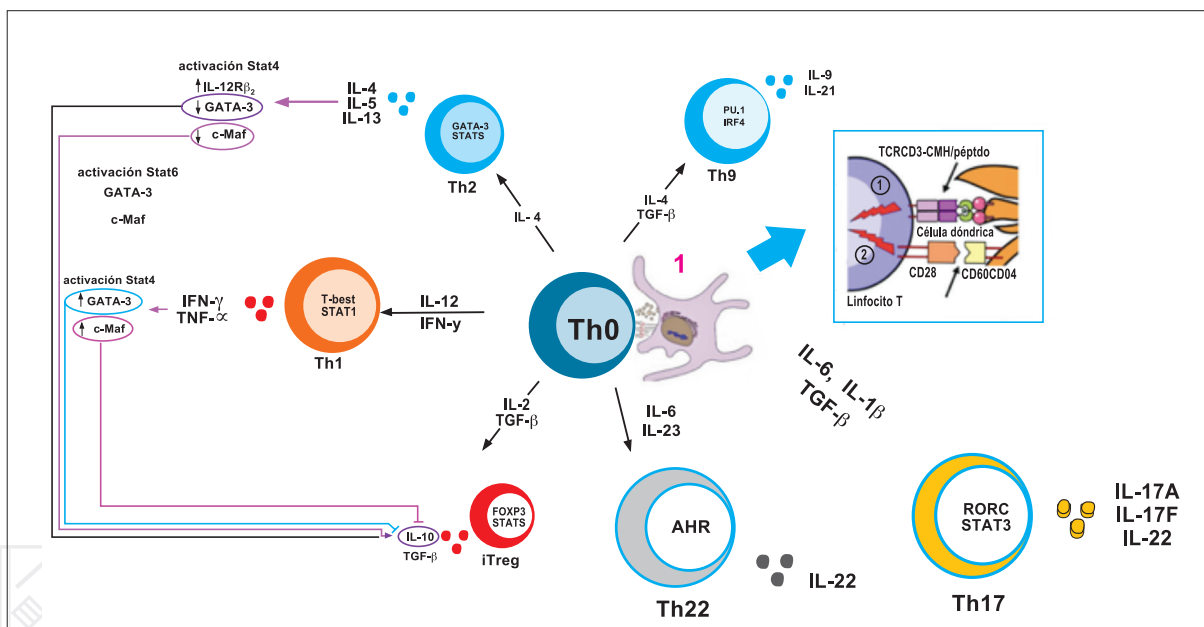 activación Stat4
↑ IL-12Rβ₂
↓ GATA-3
↓ c-Maf
activación Stat6
GATA-3
c-Maf
IL-4
IL-5
IL-13
GATA-3
STATS
Th2
IL- 4
PU.1
IRF4
Th9
IL-9
IL-21
IL-4
TGF-β
1
TCRCD3-CMH/péptdo
1
Célula dóndrica
2
CD28
CD60CD04
Linfocito T
activación Stat4
↑ GATA-3
↑ c-Maf
IFN-γ
TNF-∝
T-best
STAT1
Th1
IL-12
IFN-y
Th0
IL-2
TGF-β
IL-6
IL-23
IL-6, IL-1β
TGF-β
FOXP3
STATS
iTreg
IL-10
TGF-β
AHR
Th22
IL-22
RORC
STAT3
Th17
IL-17A
IL-17F
IL-22